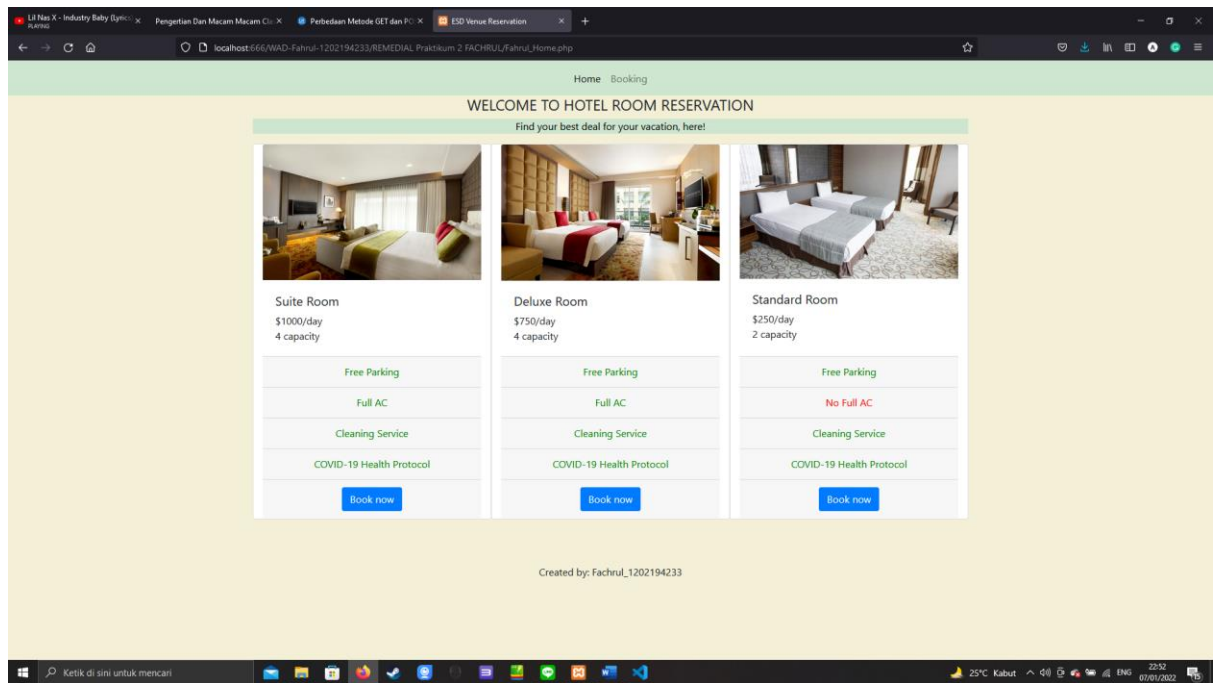 Lil Nas X - Industry Baby (Lyrics)
PLAYING
Pengertian Dan Macam Macam Cla
Perbedaan Metode GET dan PO
ESD Venue Reservation
localhost:666/WAD-Fahrul-1202194233/REMEDIAL Praktikum 2 FACHRUL/Fahrul_Home.php
Home Booking
WELCOME TO HOTEL ROOM RESERVATION
Find your best deal for your vacation, here!
Suite Room
$1000/day
4 capacity
Free Parking
Full AC
Cleaning Service
COVID-19 Health Protocol
Book now
Deluxe Room
$750/day
4 capacity
Free Parking
Full AC
Cleaning Service
COVID-19 Health Protocol
Book now
Standard Room
$250/day
2 capacity
Free Parking
No Full AC
Cleaning Service
COVID-19 Health Protocol
Book now
Created by: Fachrul_1202194233
Ketik di sini untuk mencari
25°C Kabut
ENG
22:52
07/01/2022